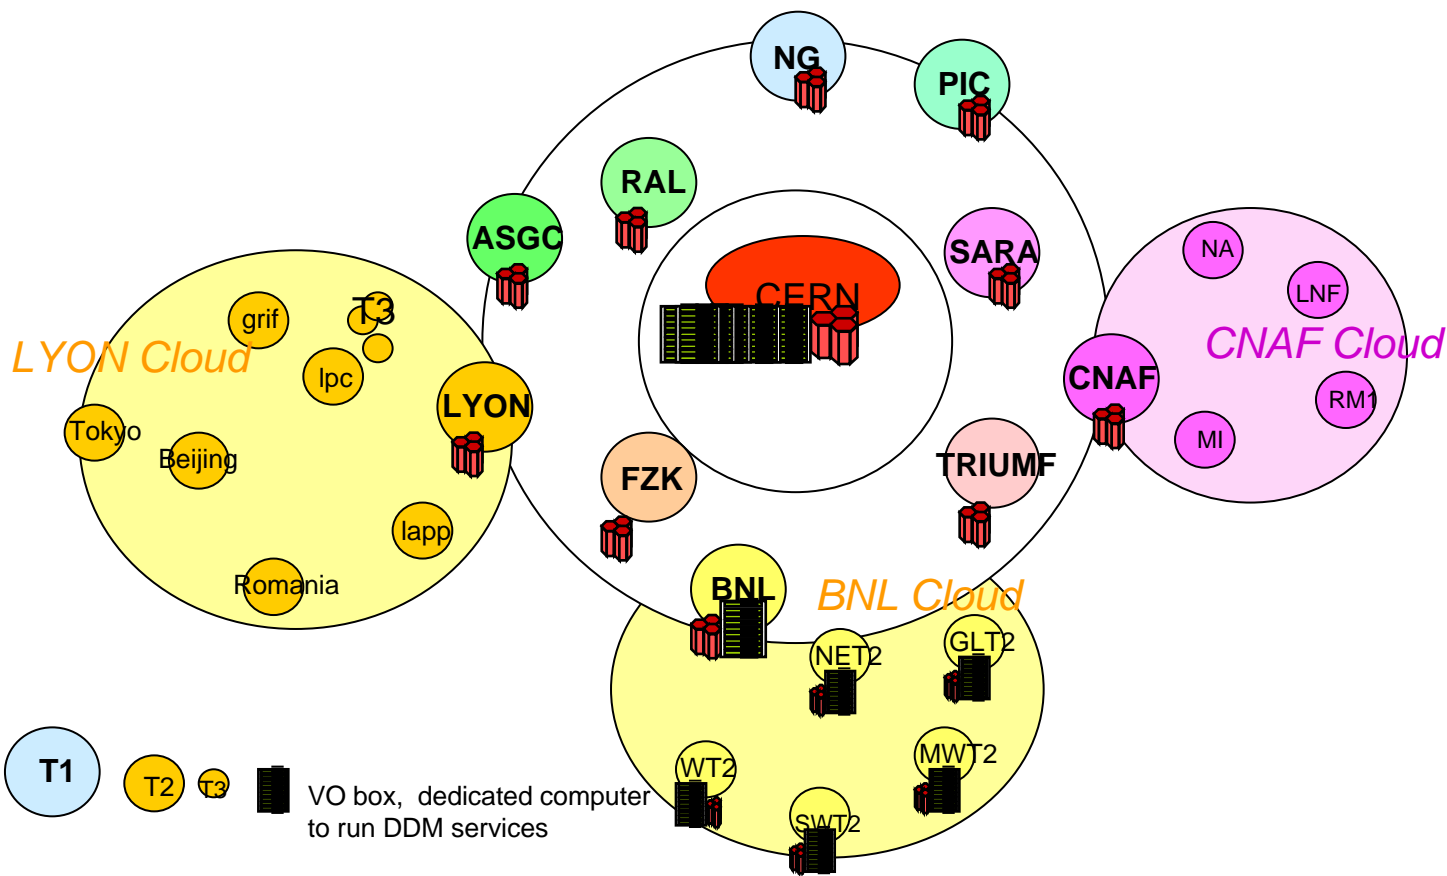 NG
PIC
RAL
ASGC
SARA
CERN
NA
LNF
grif
T3
LYON Cloud
CNAF Cloud
lpc
CNAF
LYON
RM1
Tokyo
MI
Beijing
FZK
TRIUMF
lapp
Romania
BNL
BNL Cloud
NET2
GLT2
WT2
MWT2
SWT2
T1
T2
T3
VO box, dedicated computer
to run DDM services